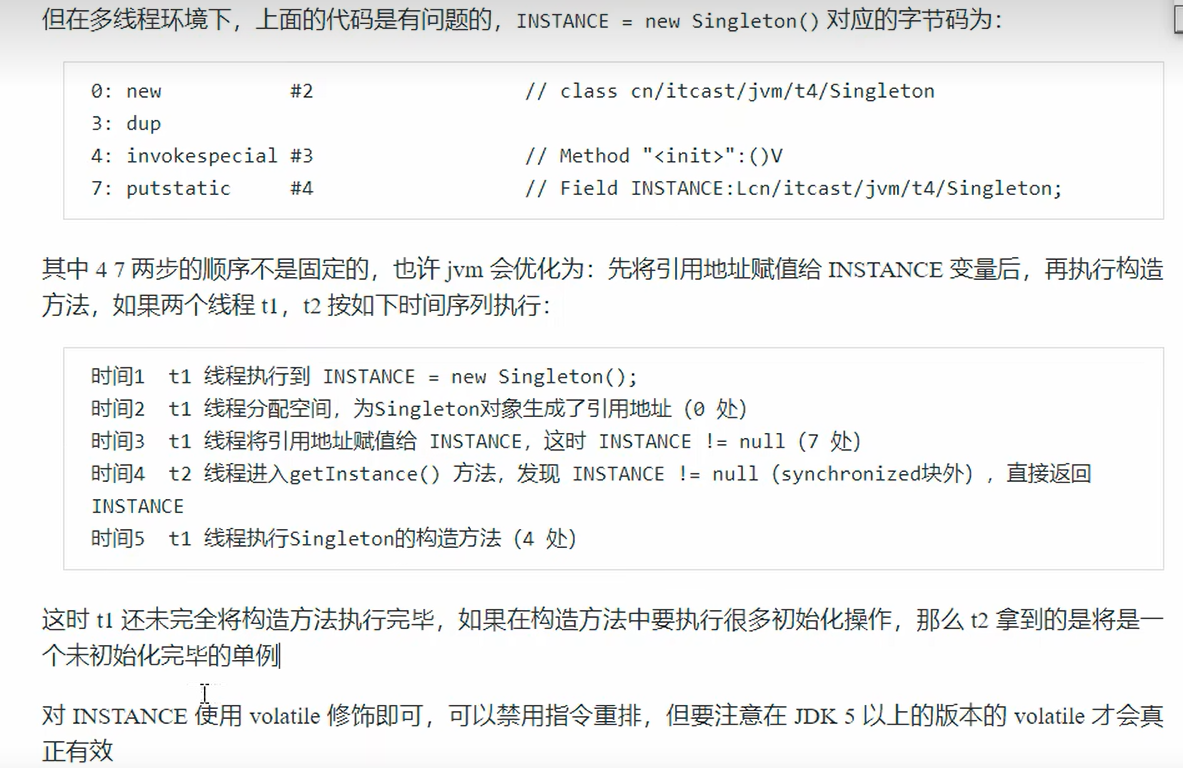 但在多线程环境下，上面的代码是有问题的，INSTANCE = new Singleton() 对应的字节码为：
0: new #2 // class cn/itcast/jvm/t4/Singleton
3: dup
4: invokespecial #3 // Method "<init>":()V
7: putstatic #4 // Field INSTANCE:Lcn/itcast/jvm/t4/Singleton;
其中 4 7 两步的顺序不是固定的，也许 jvm 会优化为：先将引用地址赋值给 INSTANCE 变量后，再执行构造
方法，如果两个线程 t1，t2 按如下时间序列执行：
时间1 t1 线程执行到 INSTANCE = new Singleton();
时间2 t1 线程分配空间，为Singleton对象生成了引用地址（0 处）
时间3 t1 线程将引用地址赋值给 INSTANCE，这时 INSTANCE != null（7 处）
时间4 t2 线程进入getInstance() 方法，发现 INSTANCE != null（synchronized块外），直接返回
INSTANCE
时间5 t1 线程执行Singleton的构造方法（4 处）
这时 t1 还未完全将构造方法执行完毕，如果在构造方法中要执行很多初始化操作，那么 t2 拿到的是将是一
个未初始化完毕的单例
对 INSTANCE 使用 volatile 修饰即可，可以禁用指令重排，但要注意在 JDK 5 以上的版本的 volatile 才会真
正有效